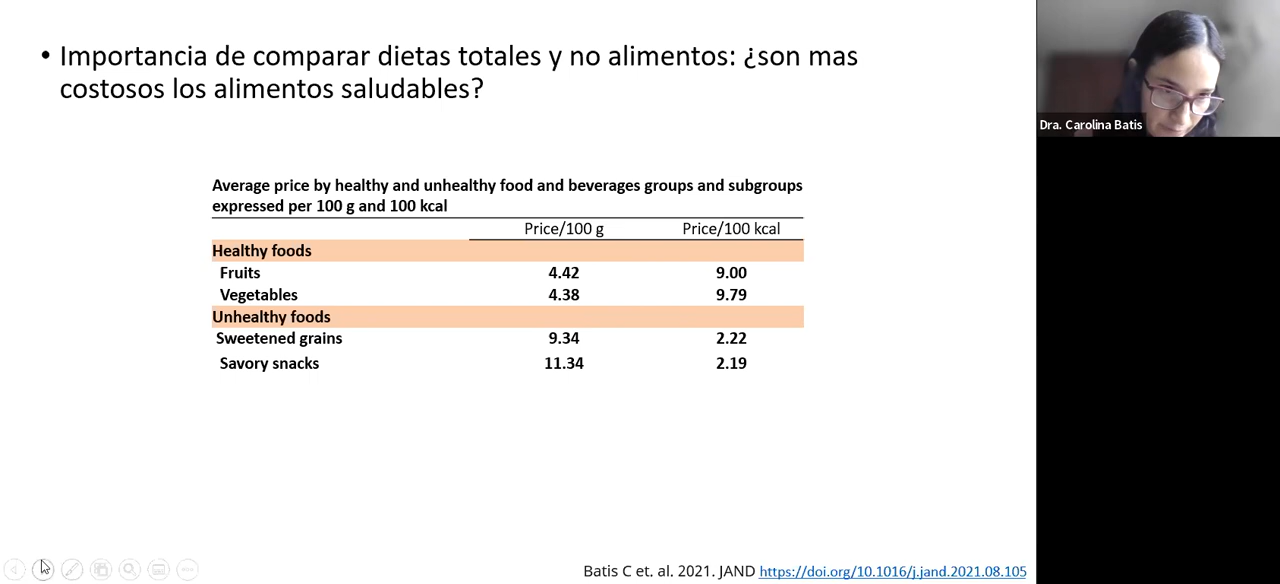 • Importancia de comparar dietas totales y no alimentos: ¿son mas
costosos los alimentos saludables?
Dra. Carolina Batis
Average price by healthy and unhealthy food and beverages groups and subgroups
expressed per 100 g and 100 kcal
Price/100 g Price/100 kcal
Healthy foods
Fruits 4.42 9.00
Vegetables 4.38 9.79
Unhealthy foods
Sweetened grains 9.34 2.22
Savory snacks 11.34 2.19
Batis C et. al. 2021. JAND https://doi.org/10.1016/j.jand.2021.08.105